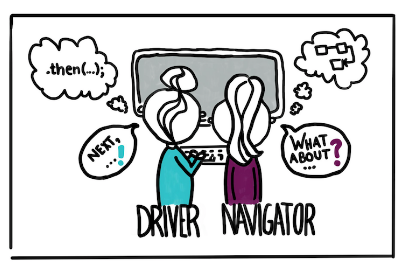 .then(...);
NEXT,
...!
WHAT
ABOUT
...?
DRIVER NAVIGATOR